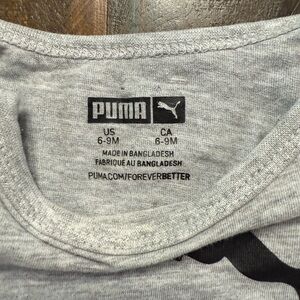 PUMA
US CA
6-9M 6-9M
MADE IN BANGLADESH
FABRIQUÉ AU BANGLADESH
PUMA.COM/FOREVERBETTER